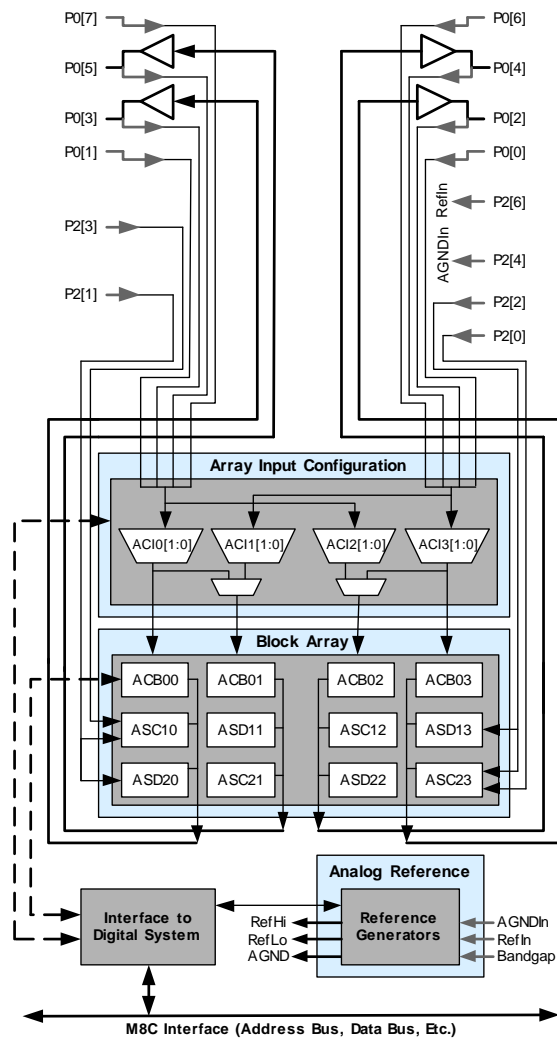 P0[7] P0[6]
P0[5] P0[4]
P0[3] P0[2]
P0[1] P0[0]
P2[6]
RefIn
P2[3]
AGNDIn
P2[4]
P2[1] P2[2]
P2[0]
Array Input Configuration
ACI0[1:0] ACI1[1:0] ACI2[1:0] ACI3[1:0]
Block Array
ACB00 ACB01 ACB02 ACB03
ASC10 ASD11 ASC12 ASD13
ASD20 ASC21 ASD22 ASC23
Analog Reference
Interface to
Digital System
RefHi
RefLo
AGND
Reference
Generators
AGNDIn
RefIn
Bandgap
M8C Interface (Address Bus, Data Bus, Etc.)